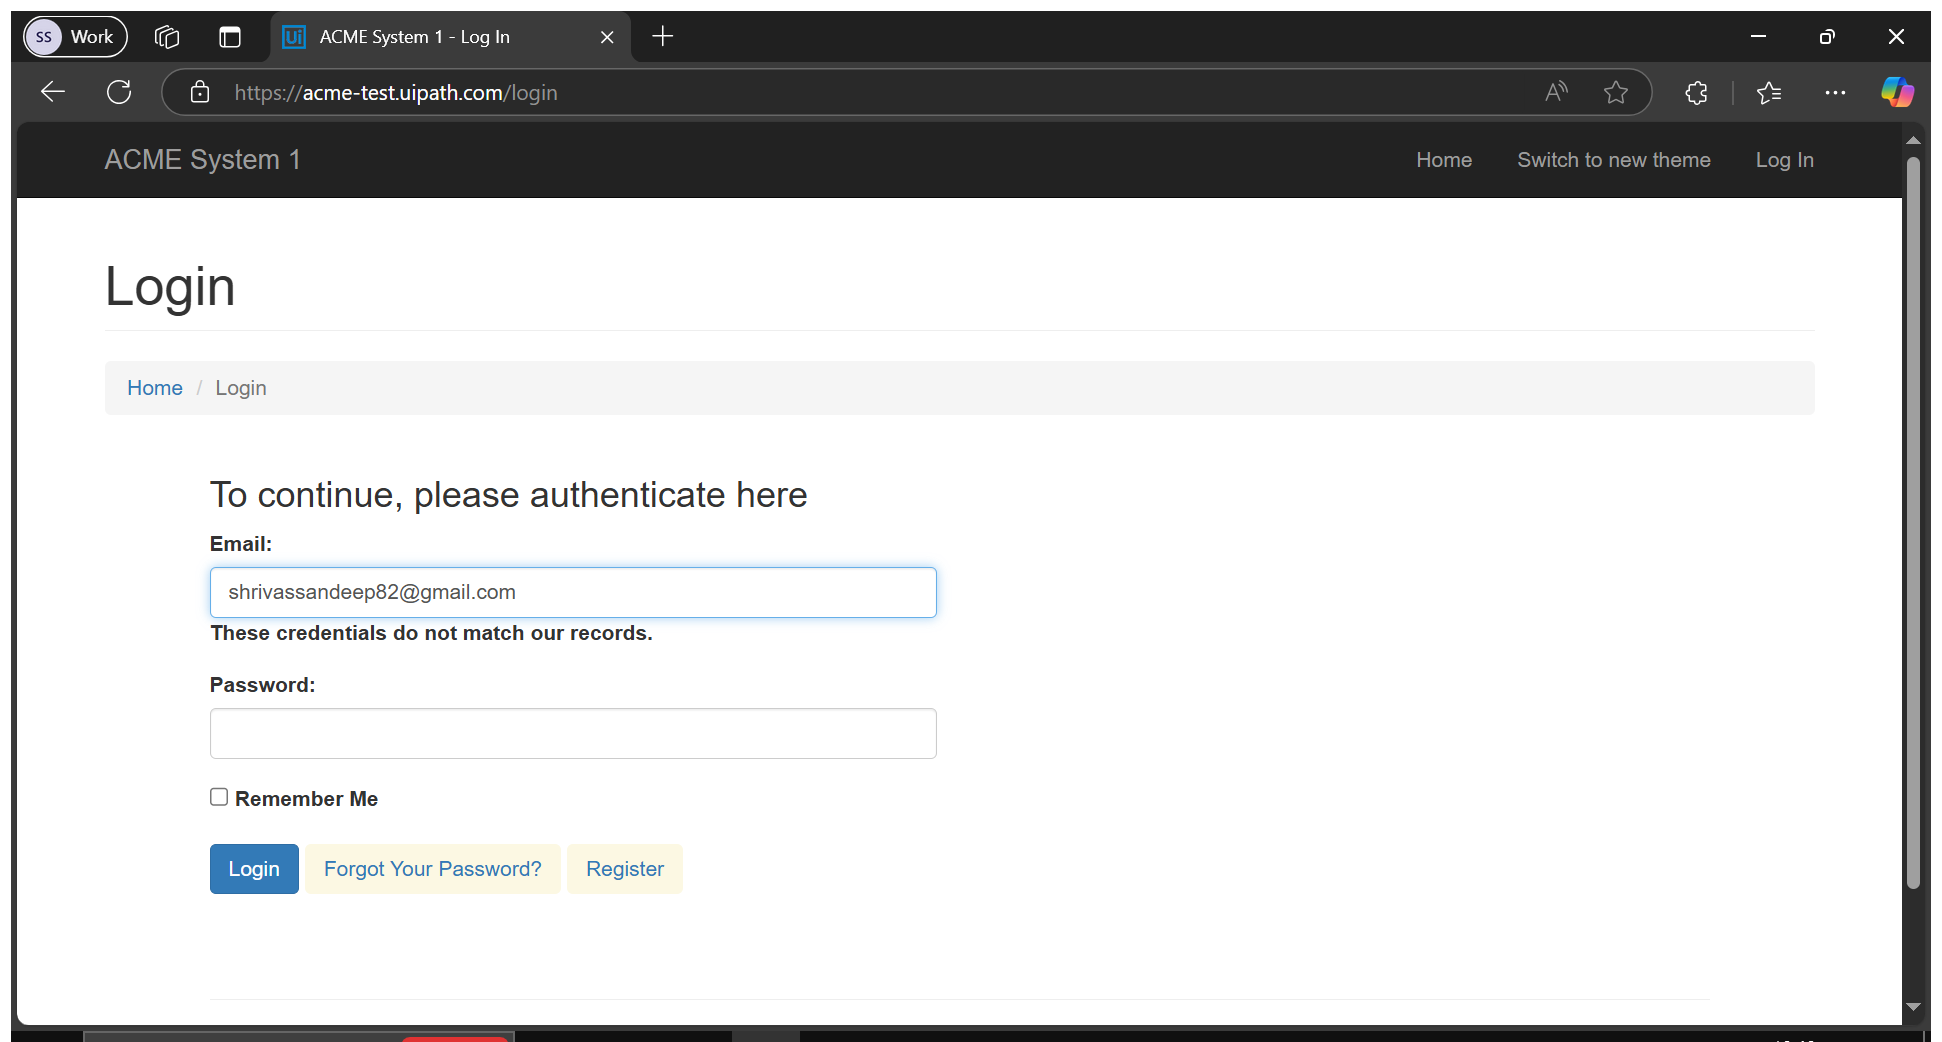 SS Work
Ui ACME System 1 - Log In
https://acme-test.uipath.com/login
ACME System 1 Home Switch to new theme Log In
Login
Home / Login
To continue, please authenticate here
Email:
shrivassandeep82@gmail.com
These credentials do not match our records.
Password:
Remember Me
Login Forgot Your Password? Register